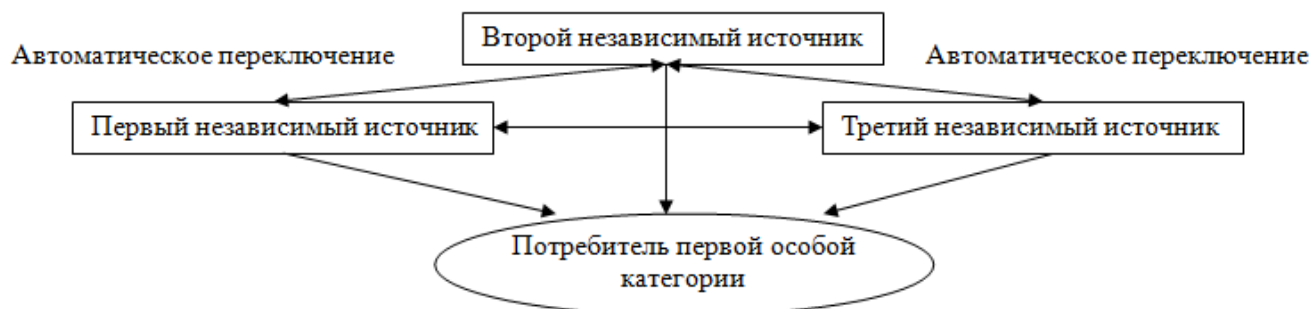 Второй независимый источник
Автоматическое переключение
Автоматическое переключение
Первый независимый источник
Третий независимый источник
Потребитель первой особой
категории